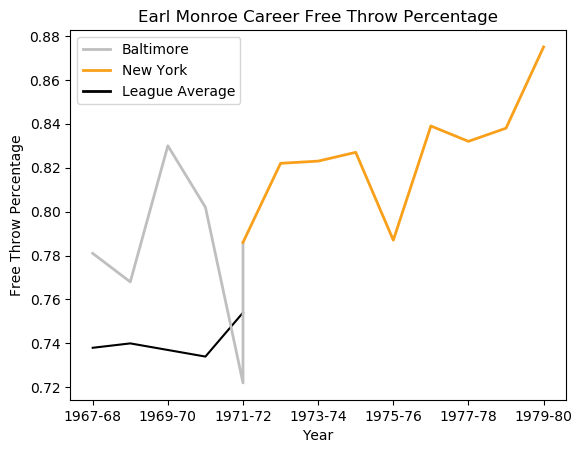 Earl Monroe Career Free Throw Percentage
Baltimore
New York
League Average
Free Throw Percentage
0.88
0.86
0.84
0.82
0.80
0.78
0.76
0.74
0.72
1967-68 1969-70 1971-72 1973-74 1975-76 1977-78 1979-80
Year